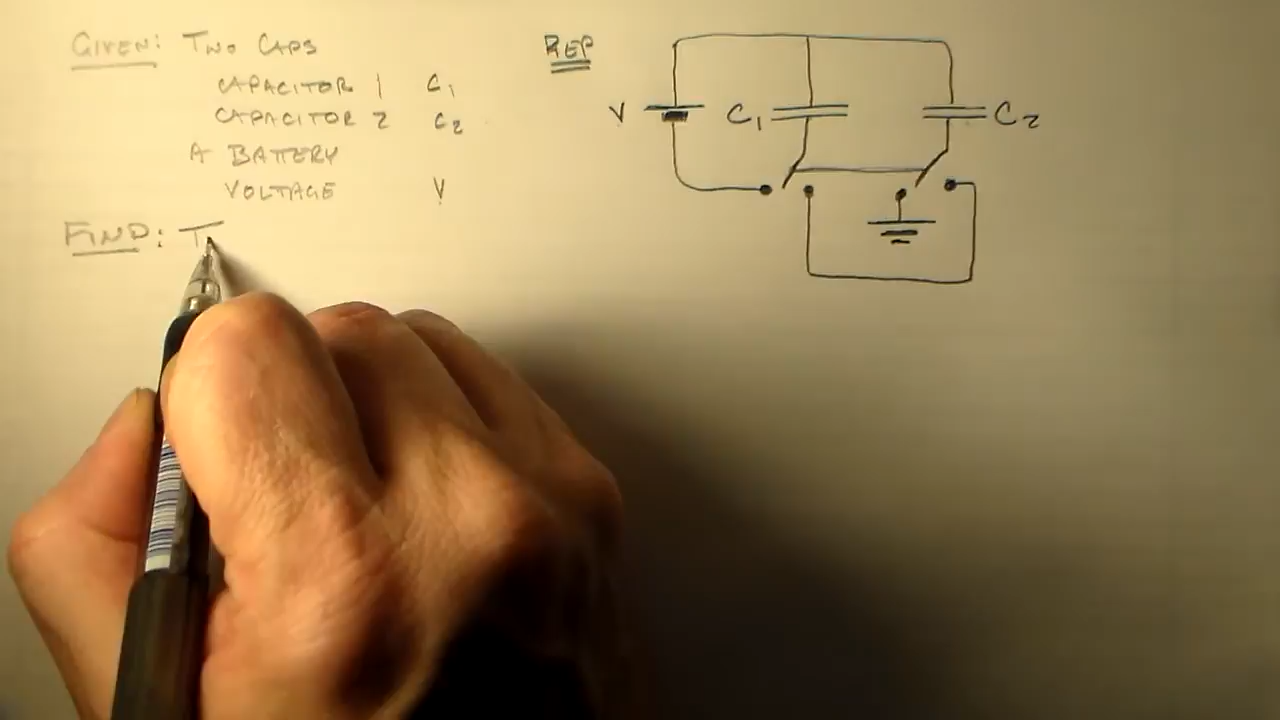 GIVEN: TWO CAPS
CAPACITOR 1 C1
CAPACITOR 2 C2
A BATTERY
VOLTAGE V
FIND: T
REP
V
C1
C2